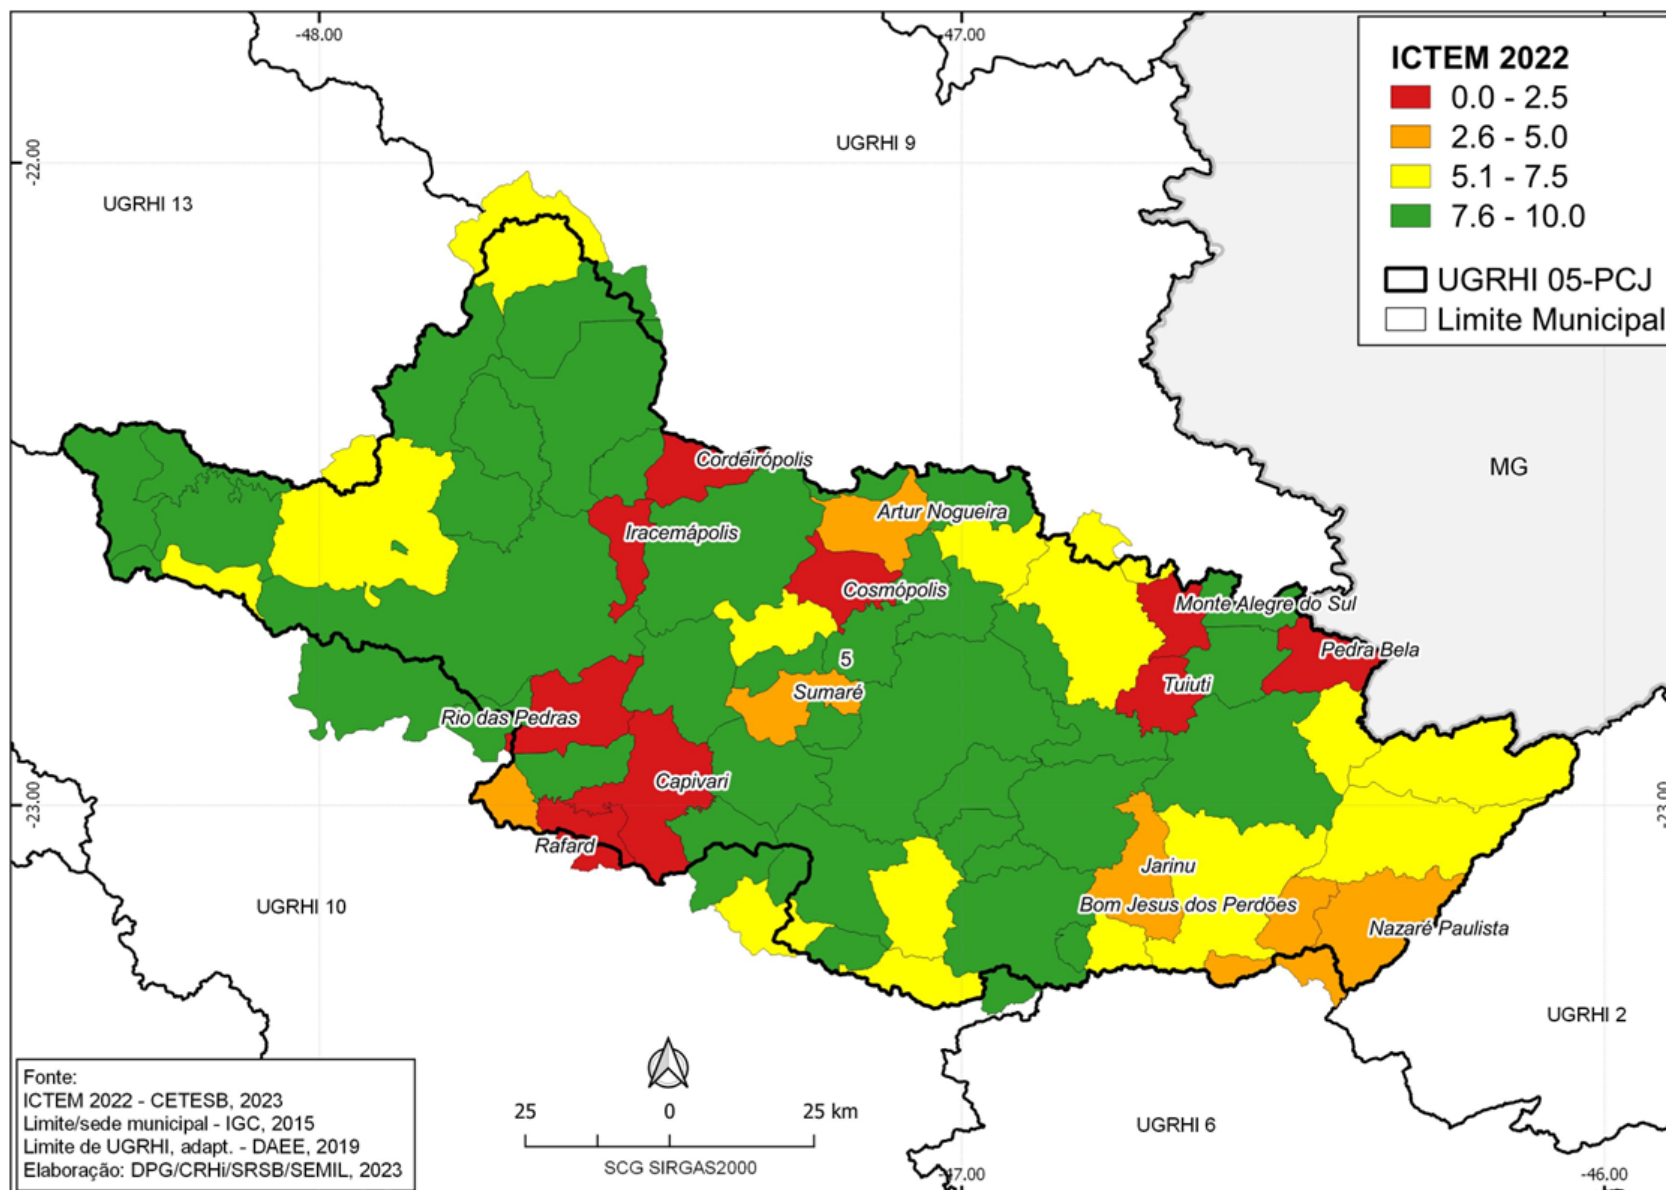 -48.00
-47.00
ICTEM 2022
0.0 - 2.5
2.6 - 5.0
5.1 - 7.5
7.6 - 10.0
UGRHI 05-PCJ
Limite Municipal
UGRHI 9
-22.00
UGRHI 13
MG
Cordeirópolis
Artur Nogueira
Iracemápolis
Cosmópolis
Monte Alegre do Sul
Pedra Bela
5
Tuiuti
Sumaré
Rio das Pedras
Capivari
-23.00
-23.00
Rafard
Jarinu
Bom Jesus dos Perdões
UGRHI 10
Nazaré Paulista
UGRHI 2
Fonte:
ICTEM 2022 - CETESB, 2023
Limite/sede municipal - IGC, 2015
Limite de UGRHI, adapt. - DAEE, 2019
Elaboração: DPG/CRHi/SRSB/SEMIL, 2023
25 0 25 km
SCG SIRGAS2000
UGRHI 6
-47.00
-46.00